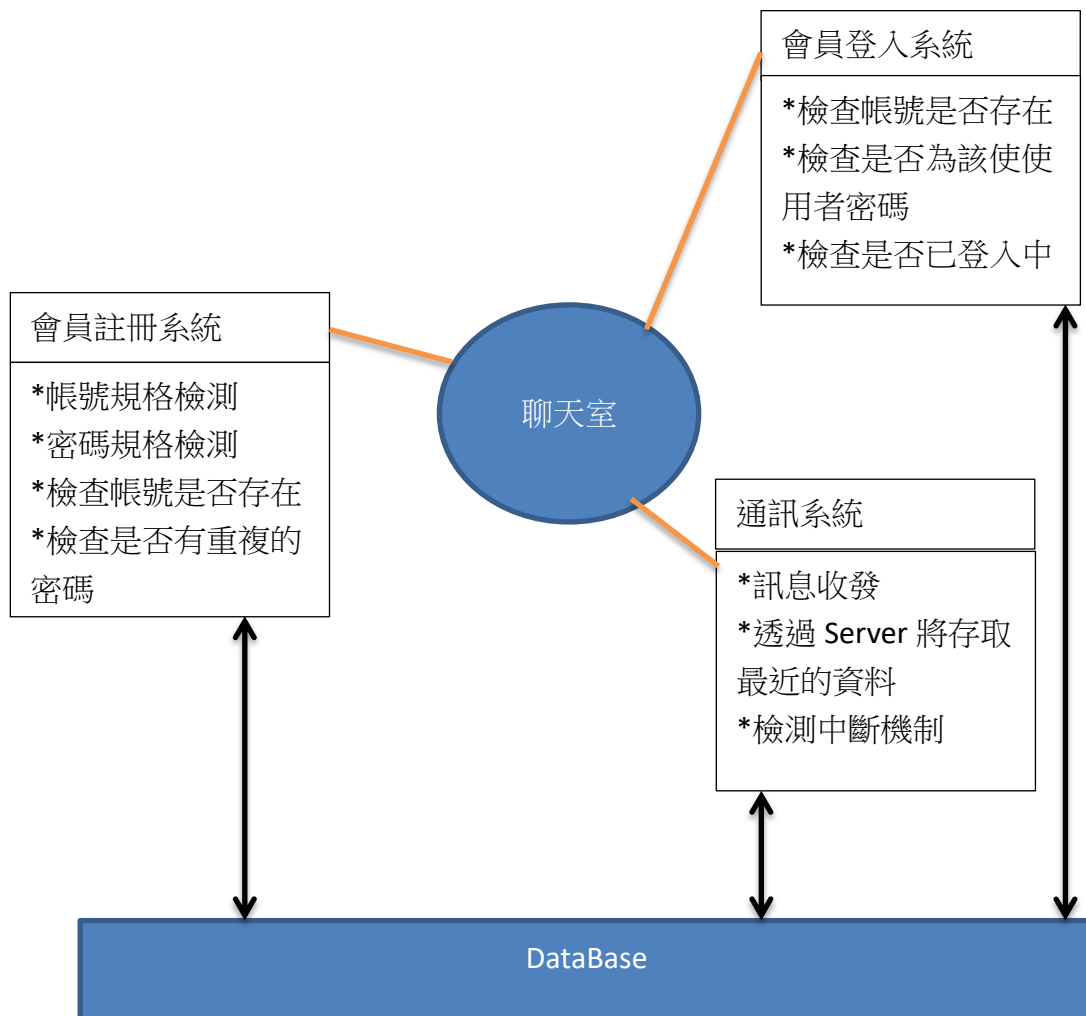 會員登入系統
*檢查帳號是否存在
*檢查是否為該使使
用者密碼
*檢查是否已登入中
會員註冊系統
*帳號規格檢測
*密碼規格檢測
*檢查帳號是否存在
*檢查是否有重複的
密碼
聊天室
通訊系統
*訊息收發
*透過 Server 將存取
最近的資料
*檢測中斷機制
DataBase